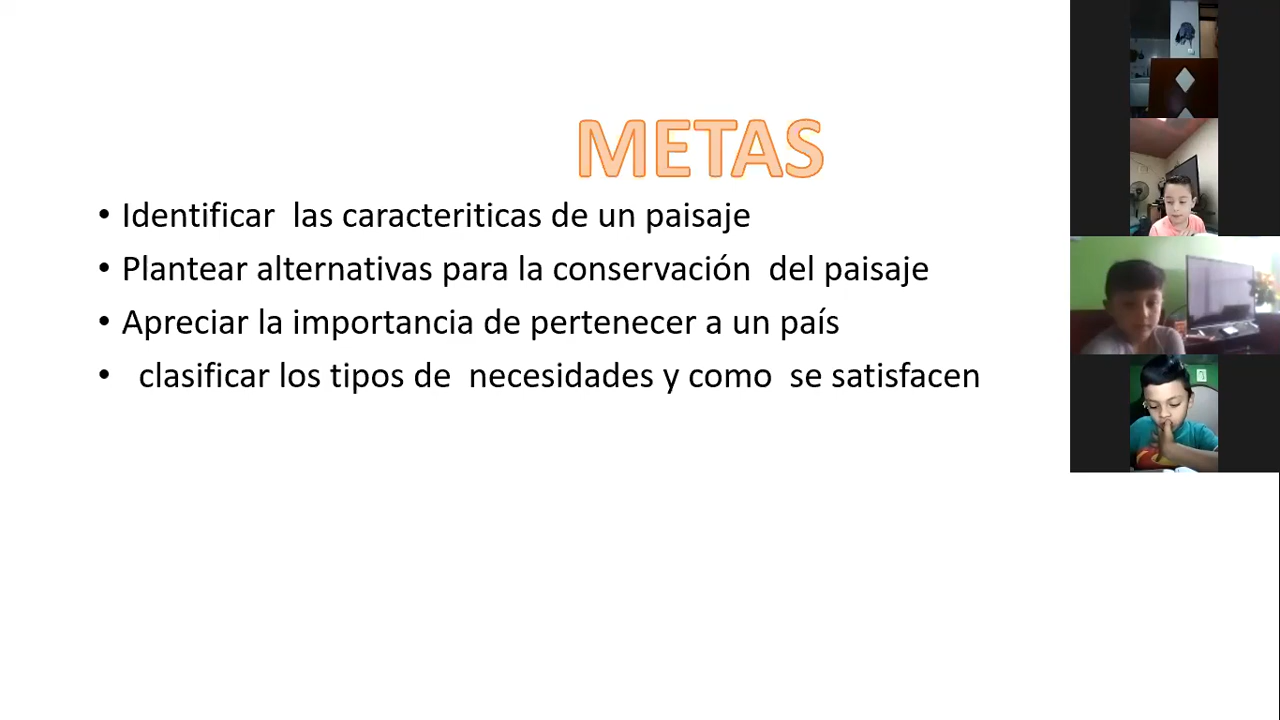 METAS
• Identificar  las caracteriticas de un paisaje
• Plantear alternativas para la conservación  del paisaje
• Apreciar la importancia de pertenecer a un país
•  clasificar los tipos de  necesidades y como  se satisfacen